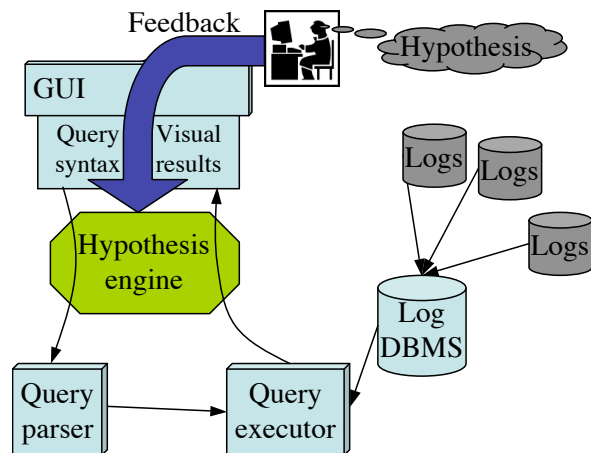 Feedback
Hypothesis
GUI
Query
syntax
Visual
results
Logs
Logs
Logs
Hypothesis
engine
Log
DBMS
Query
parser
Query
executor